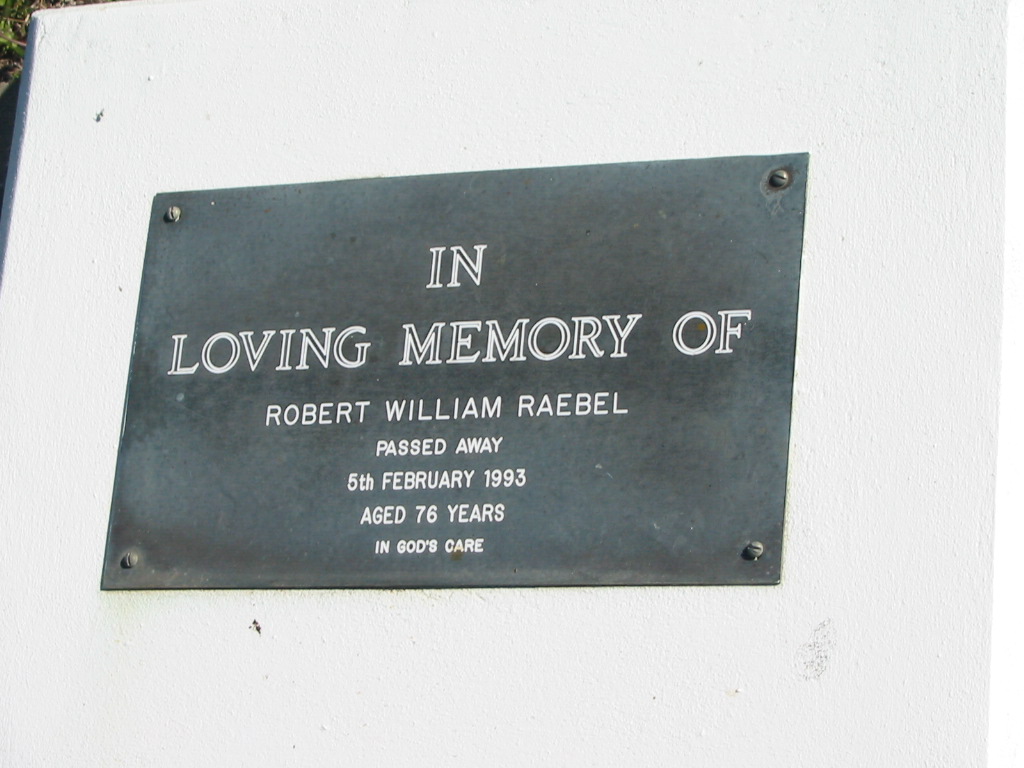 IN
LOVING MEMORY OF
ROBERT WILLIAM RAEBEL
PASSED AWAY
5th FEBRUARY 1993
AGED 76 YEARS
IN GOD'S CARE